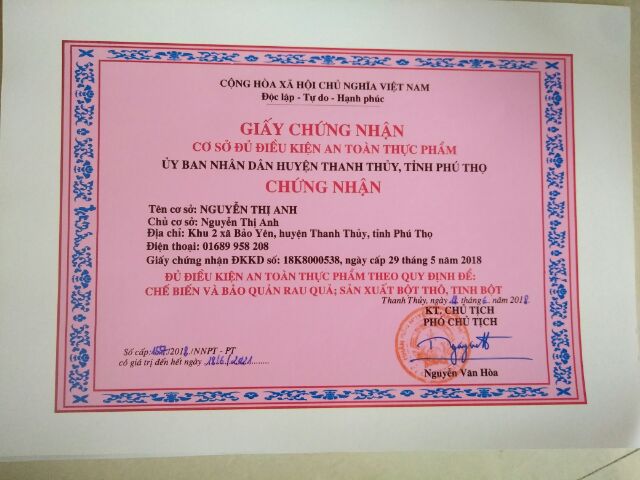 CỘNG HÒA XÃ HỘI CHỦ NGHĨA VIỆT NAM
Độc lập - Tự do - Hạnh phúc
GIẤY CHỨNG NHẬN
CƠ SỞ ĐỦ ĐIỀU KIỆN AN TOÀN THỰC PHẨM
ỦY BAN NHÂN DÂN HUYỆN THANH THỦY, TỈNH PHÚ THỌ
CHỨNG NHẬN
Tên cơ sở: NGUYỄN THỊ ANH
Chủ cơ sở: Nguyễn Thị Anh
Địa chỉ: Khu 2 xã Bảo Yên, huyện Thanh Thủy, tỉnh Phú Thọ
Điện thoại: 01689 958 208
Giấy chứng nhận ĐKKD số: 18K8000538, ngày cấp 29 tháng 5 năm 2018
ĐỦ ĐIỀU KIỆN AN TOÀN THỰC PHẨM THEO QUY ĐỊNH ĐỂ:
CHẾ BIẾN VÀ BẢO QUẢN RAU QUẢ; SẢN XUẤT BỘT THÔ, TINH BỘT
Thanh Thủy, ngày 18 tháng 6 năm 2018
KT. CHỦ TỊCH
PHÓ CHỦ TỊCH
Số cấp: /2018/NNPT - PT
có giá trị đến hết ngày 18/6/2021
Nguyễn Văn Hòa